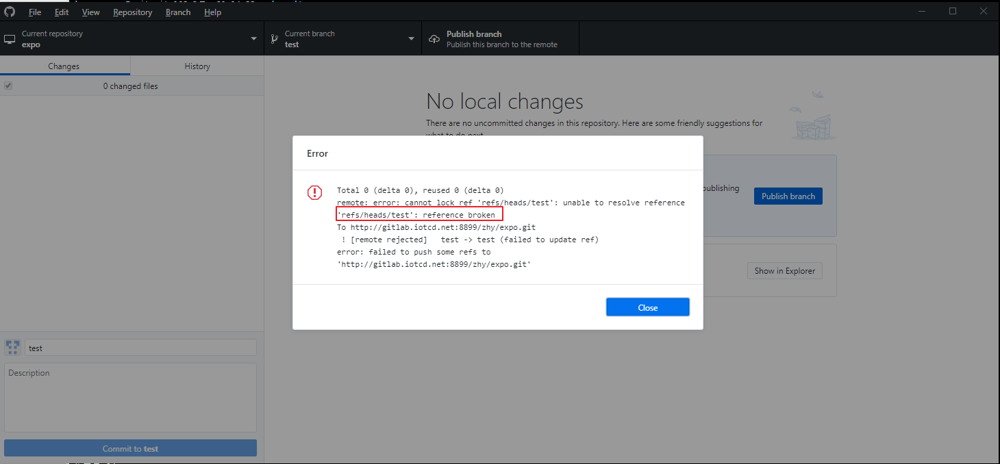 File Edit View Repository Branch Help
Current repository
expo
Current branch
test
Publish branch
Publish this branch to the remote
Changes History
0 changed files
No local changes
There are no uncommitted changes in this repository. Here are some friendly suggestions for
what to do next.
Error
Total 0 (delta 0), reused 0 (delta 0)
remote: error: cannot lock ref 'refs/heads/test': unable to resolve reference
'refs/heads/test': reference broken
To http://gitlab.iotcd.net:8899/zhy/expo.git
! [remote rejected] test -> test (failed to update ref)
error: failed to push some refs to
'http://gitlab.iotcd.net:8899/zhy/expo.git'
Close
publishing
Publish branch
Show in Explorer
test
Description
Commit to test